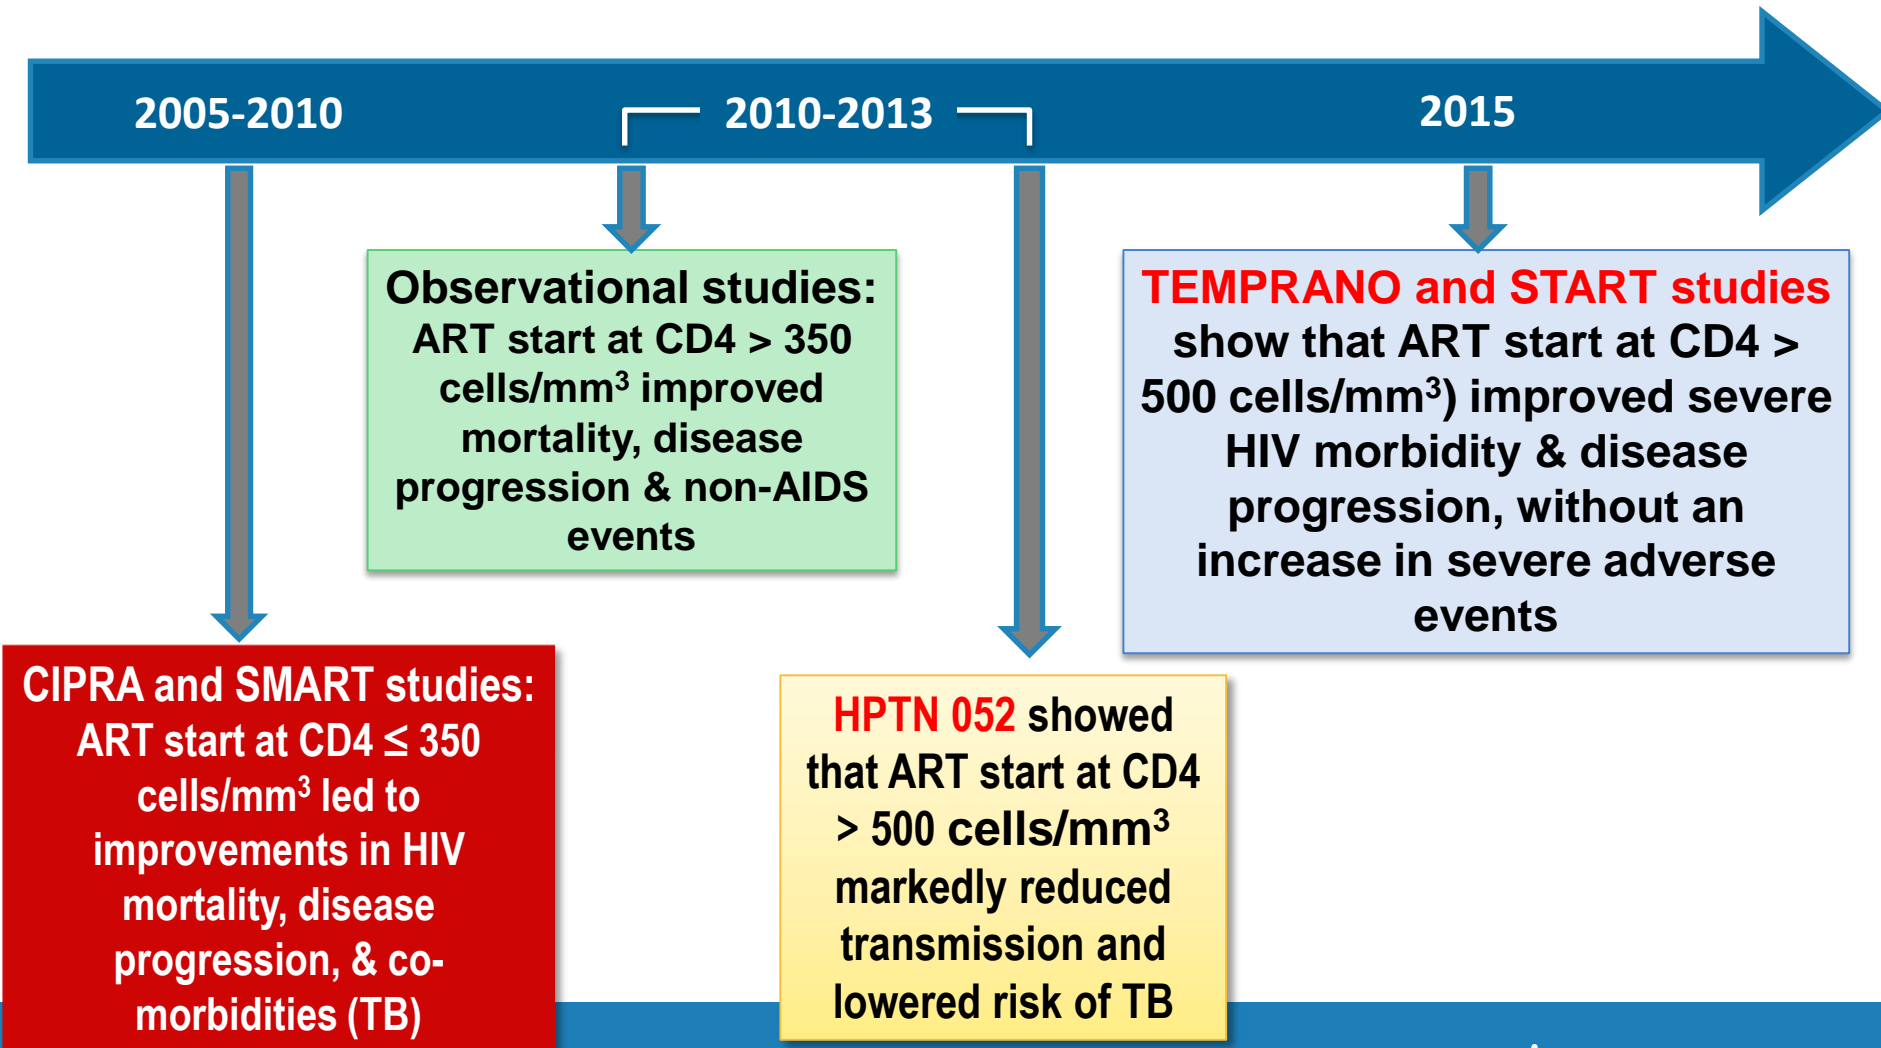 2005-2010
2010-2013
2015
Observational studies:
ART start at CD4 > 350
cells/mm³ improved
mortality, disease
progression & non-AIDS
events
TEMPRANO and START studies
show that ART start at CD4 >
500 cells/mm³) improved severe
HIV morbidity & disease
progression, without an
increase in severe adverse
events
CIPRA and SMART studies:
ART start at CD4 ≤ 350
cells/mm³ led to
improvements in HIV
mortality, disease
progression, & co-
morbidities (TB)
HPTN 052 showed
that ART start at CD4
> 500 cells/mm³
markedly reduced
transmission and
lowered risk of TB